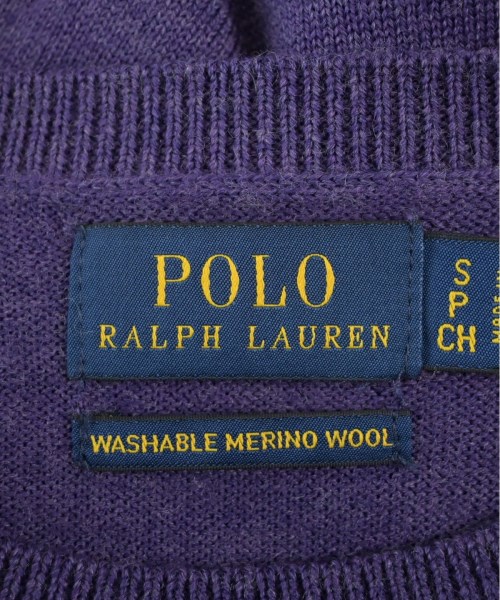 POLO
RALPH LAUREN
S
P
CH
WASHABLE MERINO WOOL